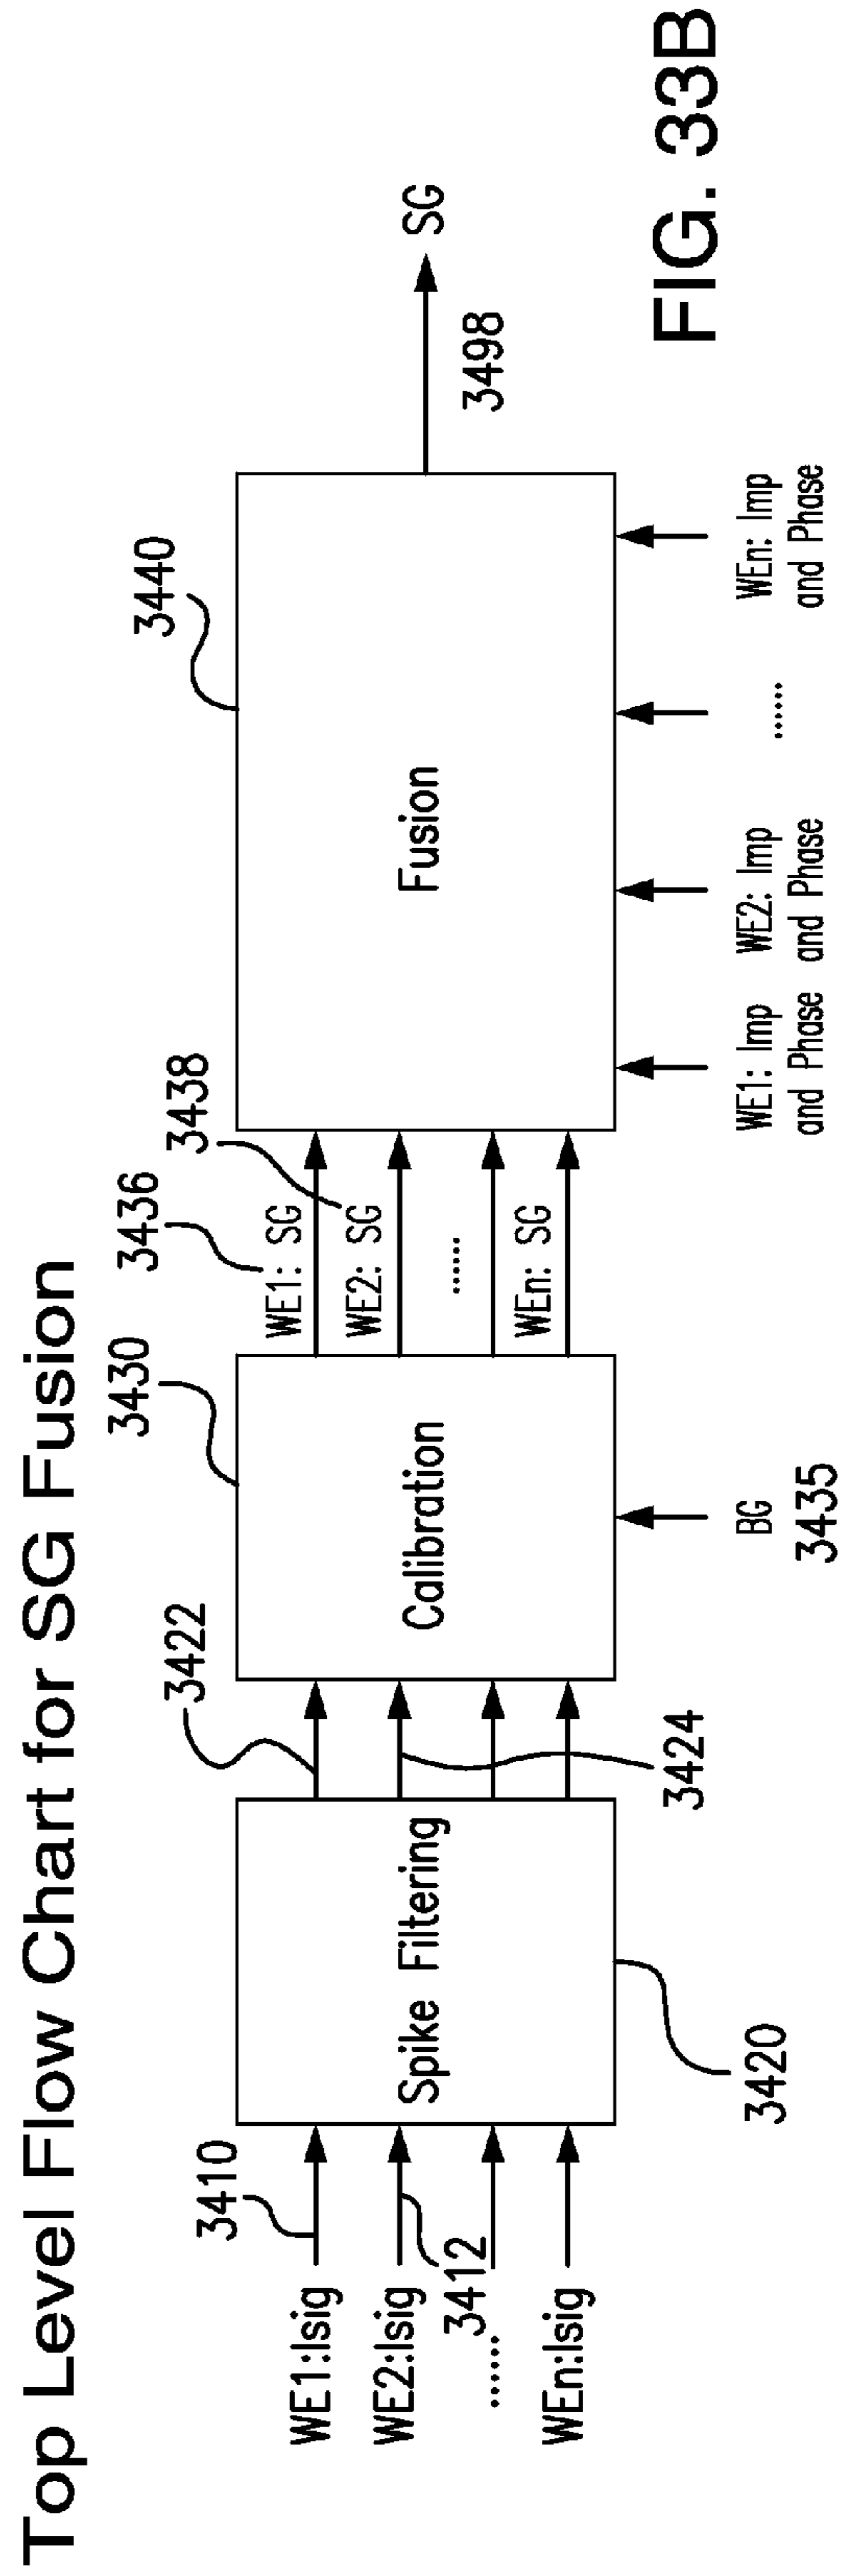 Top Level Flow Chart for SG Fusion
WE1:Isig
WE2:Isig
......
WEn:Isig
3410
3412
Spike Filtering
3420
3422
3424
Calibration
3430
BG
3435
WE1: SG
WE2: SG
......
WEn: SG
3436
3438
Fusion
3440
WE1: Imp
and Phase
WE2: Imp
and Phase
......
WEn: Imp
and Phase
3498
SG
FIG. 33B